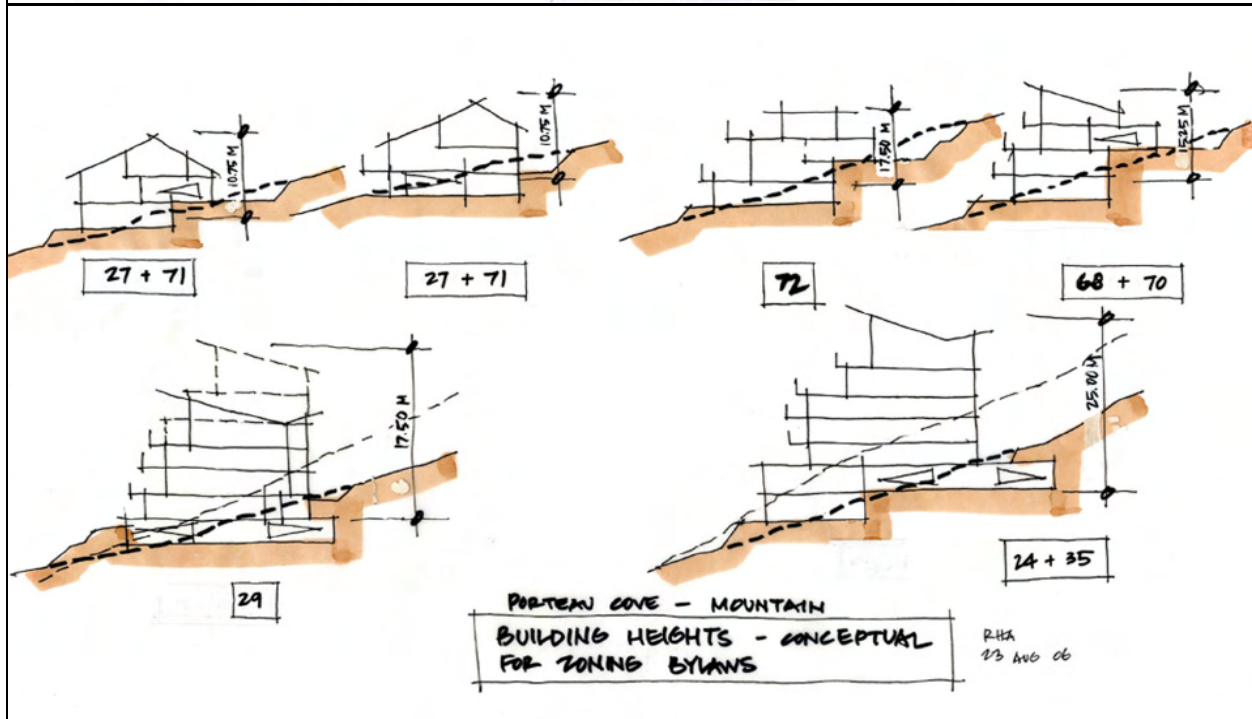 10.75 M
10.75 M
17.50 M
15.25 M
27 + 71
27 + 71
72
68 + 70
17.50 M
25.00 M
29
24 + 35
PORTEAU COVE - MOUNTAIN
BUILDING HEIGHTS - CONCEPTUAL
FOR ZONING BYLAWS
RHA
23 AUG 06